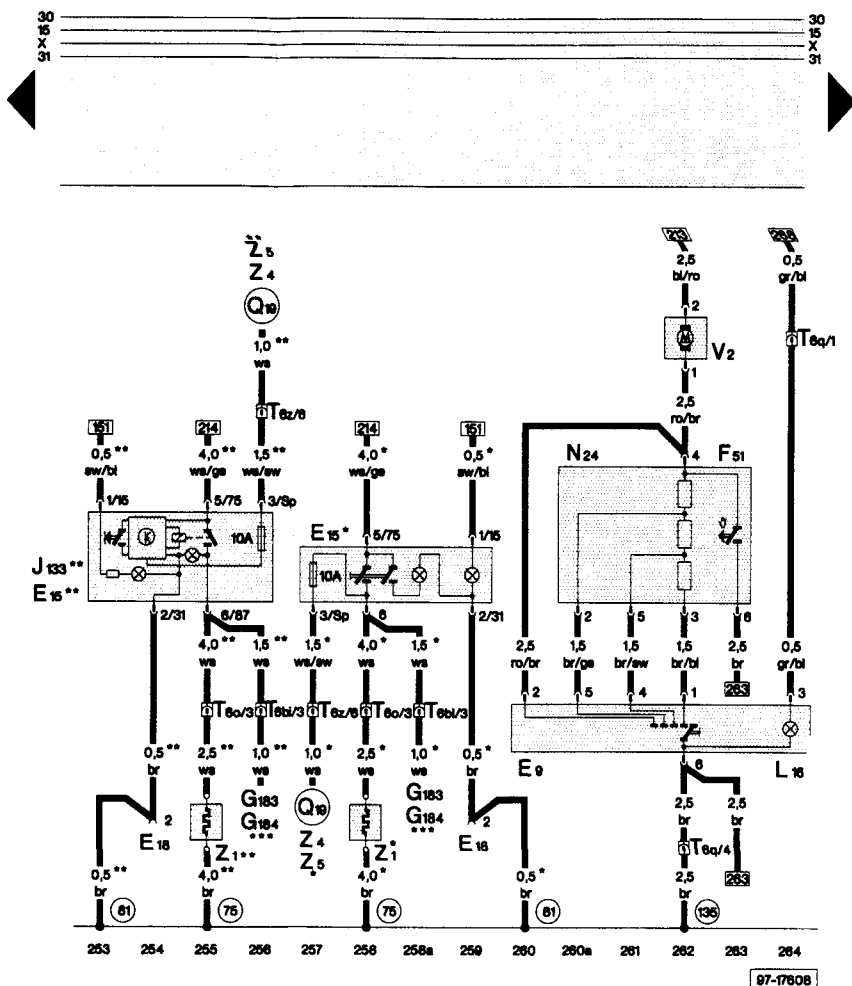 30 30
15 15
X X
31 31
** Z5
Z4
Q19
1,0 **
ws
T6z/6
213
2,5
bl/ro
2
M
V2
1
2,5
ro/br
0,5
gr/bl
T6q/1
151 214 214 151
0,5 ** 4,0 ** 1,5 ** 4,0 * 0,5 *
sw/bl ws/ge ws/sw ws/ge sw/bl
1/15 5/75 3/Sp 5/75 1/15
N24 4 F51
K 10A E15 * 10A
J133 **
E15 **
2/31 6/87 3/Sp 6 2/31 2 5 3 6
4,0 ** 1,5 ** 1,5 * 4,0 * 1,5 *
ws ws ws/sw ws ws
2,5 1,5 1,5 1,5 2,5 0,5
ro/br br/ge br/sw br/bl br gr/bl
263
2 5 4 1 3
T6o/3 T6bl/3 T6z/6 T6o/3 T6bl/3
0,5 ** 2,5 ** 1,0 ** 1,0 * 2,5 * 1,0 * 0,5 *
br ws ws ws ws ws br
E9 6 L16
G183 G183
G184 G184
*** ***
Q19
Z4
Z5
*
2 2
E18 E18
Z1 ** Z1 *
2,5 2,5
br br
T6q/4
263
0,5 ** 4,0 ** 4,0 * 0,5 * 2,5
br br br br br
81 75 75 81 135
253 254 255 256 257 258 258a 259 260 260a 261 262 263 264
97-17608